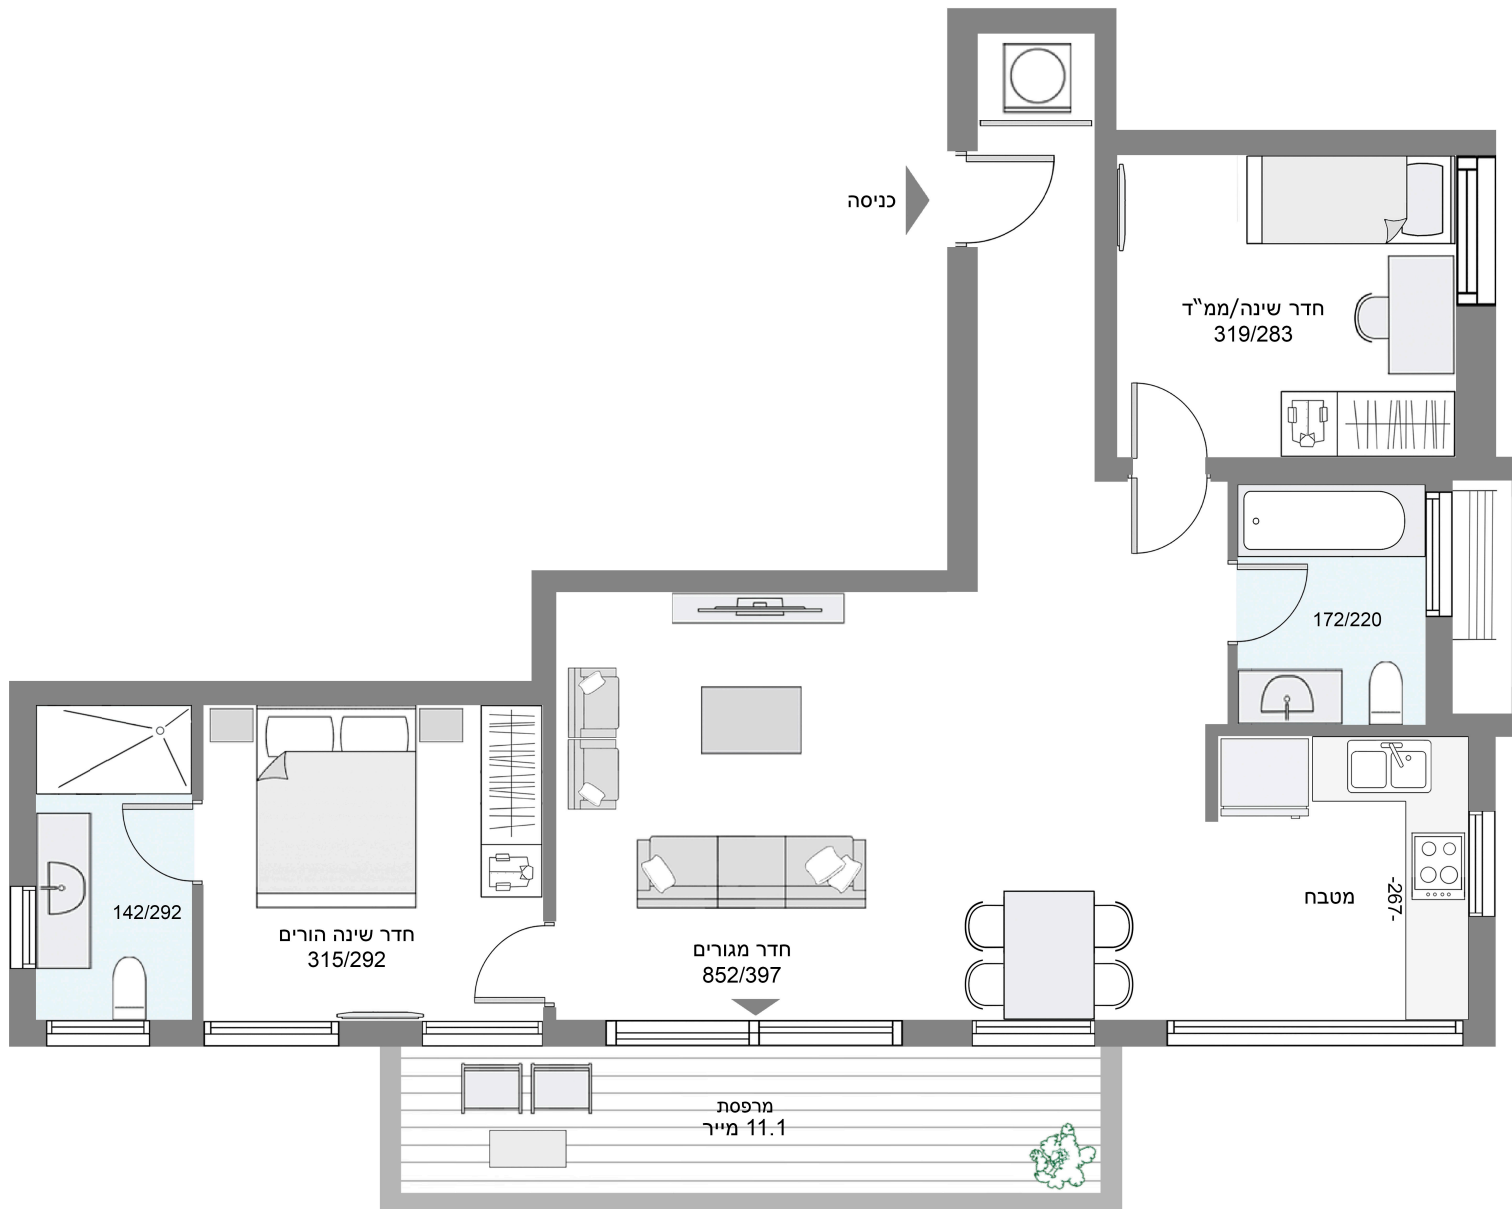 כניסה
חדר שינה/ממ“ד
319/283
172/220
מטבח
-267-
142/292
חדר שינה הורים
315/292
חדר מגורים
852/397
מרפסת
11.1 מייר